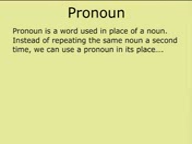 Pronoun
Pronoun is a word used in place of a noun.
Instead of repeating the same noun a second
time, we can use a pronoun in its place....